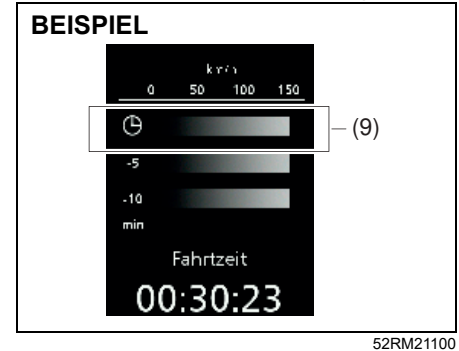 BEISPIEL
km/h
0 50 100 150
(9)
-5
-10
min
Fahrtzeit
00:30:23
52RM21100